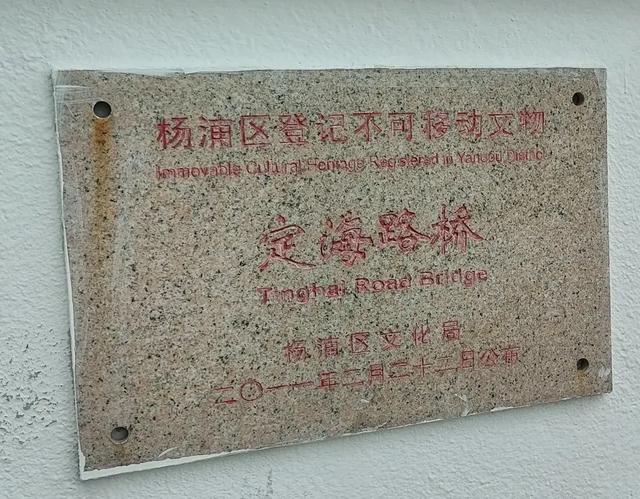 杨浦区登记不可移动文物
Immovable Cultural Heritage Registered in Yangpu District
定海路桥
Tinghai Road Bridge
杨浦区文化局
二〇一一年二月二十二日公布